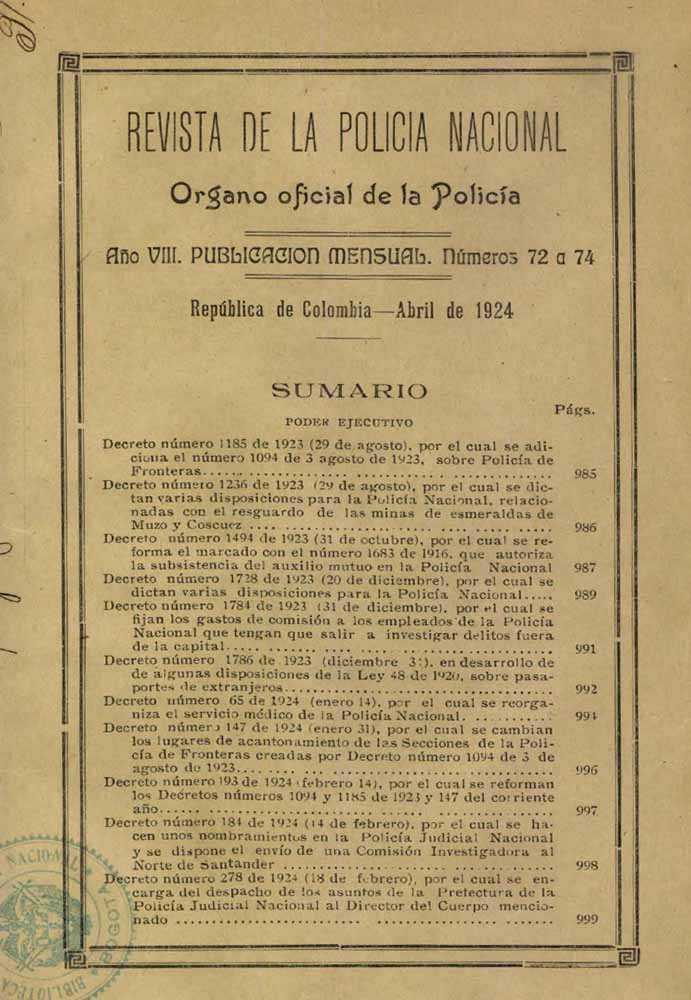 REVISTA DE LA POLICIA NACIONAL
Organo oficial de la Policía
Año VIII. PUBLICACION MENSUAL. Números 72 a 74
República de Colombia—Abril de 1924
SUMARIO
Págs.
PODER EJECUTIVO
Decreto número 1185 de 1923 (29 de agosto), por el cual se adi-
ciona el número 1094 de 3 agosto de 1923, sobre Policía de
Fronteras........................................ 985
Decreto número 1236 de 1923 (29 de agosto), por el cual se dic-
tan varias disposiciones para la Policía Nacional, relacio-
nadas con el resguardo de las minas de esmeraldas de
Muzo y Coscuez .................................. 986
Decreto número 1494 de 1923 (31 de octubre), por el cual se re-
forma el marcado con el número 1683 de 1916, que autoriza
la subsistencia del auxilio mutuo en la Policía Nacional 987
Decreto número 1728 de 1923 (20 de diciembre), por el cual se
dictan varias disposiciones para la Policía Nacional..... 989
Decreto número 1784 de 1923 (31 de diciembre), por el cual se
fijan los gastos de comisión a los empleados de la Policía
Nacional que tengan que salir a investigar delitos fuera
de la capital.................................... 991
Decreto número 1786 de 1923 (diciembre 31), en desarrollo de
de algunas disposiciones de la Ley 48 de 1920, sobre pasa-
portes de extranjeros............................ 992
Decreto número 65 de 1924 (enero 14), por el cual se reorga-
niza el servicio médico de la Policía Nacional. ........... 994
Decreto número 147 de 1924 (enero 31), por el cual se cambian
los lugares de acantonamiento de las Secciones de la Poli-
cía de Fronteras creadas por Decreto número 1094 de 3 de
agosto de 1923................................... 996
Decreto número 193 de 1924 (febrero 14), por el cual se reforman
los Decretos números 1094 y 1185 de 1923 y 147 del corriente
año.............................................. 997
Decreto número 184 de 1924 (14 de febrero), por el cual se ha-
cen unos nombramientos en la Policía Judicial Nacional
y se dispone el envío de una Comisión Investigadora al
Norte de Santander .............................. 998
Decreto número 278 de 1924 (18 de febrero), por el cual se en-
carga del despacho de los asuntos de la Prefectura de la
Policía Judicial Nacional al Director del Cuerpo mencio-
nado ............................................ 999
NACIONAL
BOGOTA